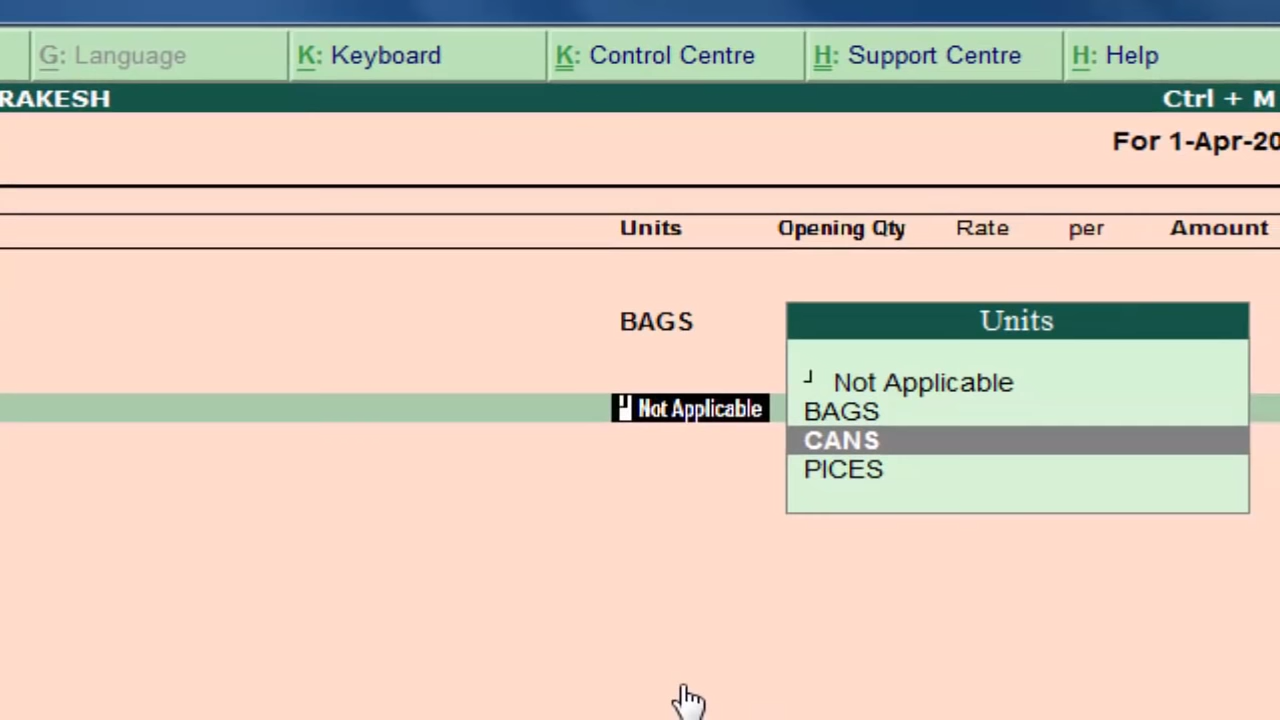 G: Language K: Keyboard K: Control Centre H: Support Centre H: Help
RAKESH Ctrl + M
For 1-Apr-20
Units Opening Qty Rate per Amount
BAGS
Units
Not Applicable
BAGS
Not Applicable
CANS
PICES